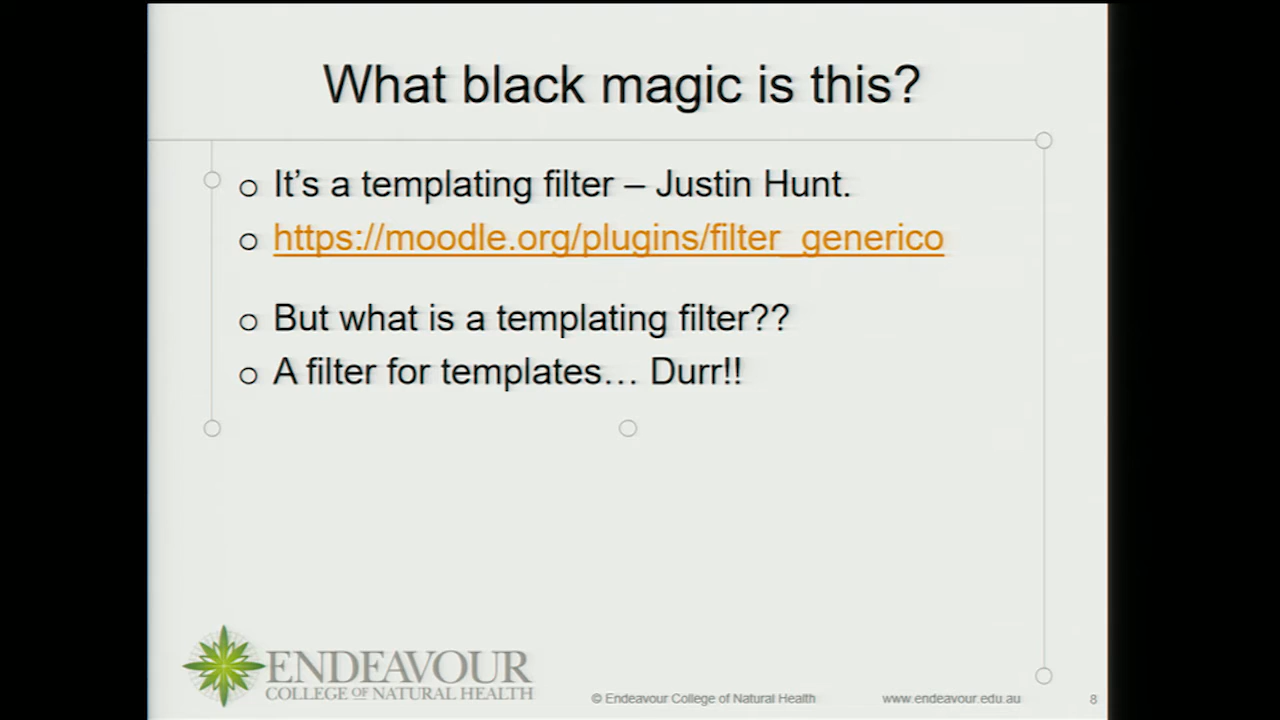 What black magic is this?
It's a templating filter – Justin Hunt.
https://moodle.org/plugins/filter_generico
But what is a templating filter??
A filter for templates… Durr!!
ENDEAVOUR
COLLEGE OF NATURAL HEALTH
© Endeavour College of Natural Health
www.endeavour.edu.au
8